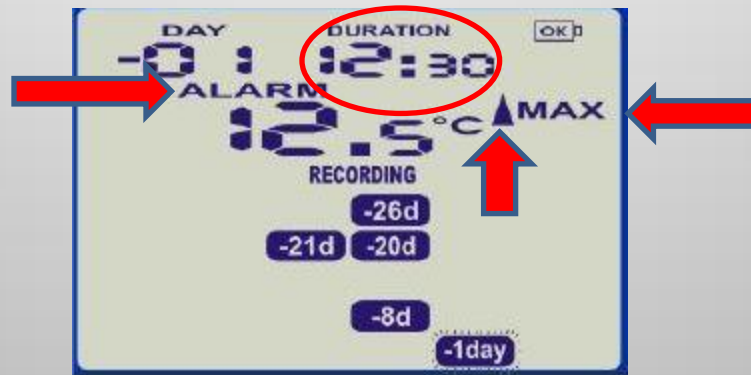 DAY DURATION OK
-01 12:30
ALARM
12.5°C MAX
RECORDING
-26d
-21d -20d
-8d
-1day